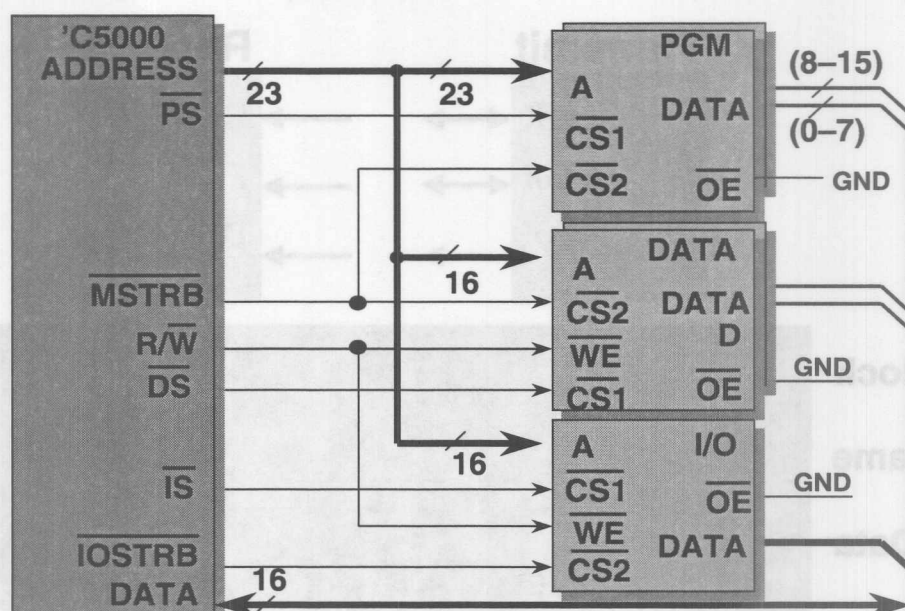 'C5000
ADDRESS
PS
MSTRB
R/W
DS
IS
IOSTRB
DATA
23
23
16
16
16
PGM
A
DATA
CS1
CS2
OE
(8–15)
(0–7)
GND
DATA
A
CS2
DATA
D
WE
CS1
OE
GND
A
I/O
CS1
OE
WE
DATA
CS2
GND